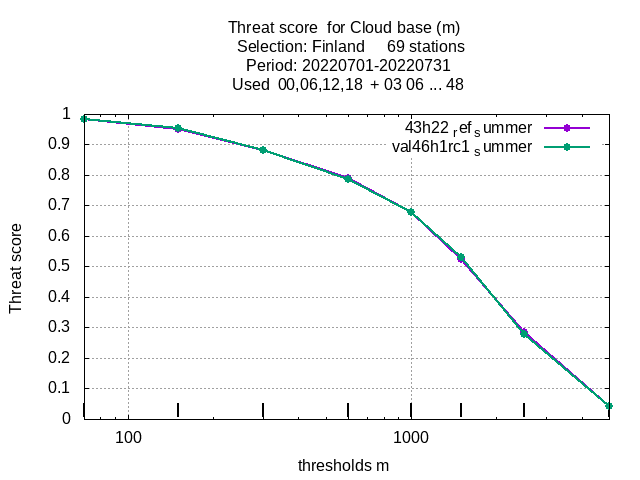 Threat score  for Cloud base (m)
Selection: Finland     69 stations
Period: 20220701-20220731
Used  00,06,12,18  + 03 06 ... 48
43h22 ref summer
val46h1rc1 summer
1
0.9
0.8
0.7
0.6
0.5
0.4
0.3
0.2
0.1
0
Threat score
100
1000
thresholds m